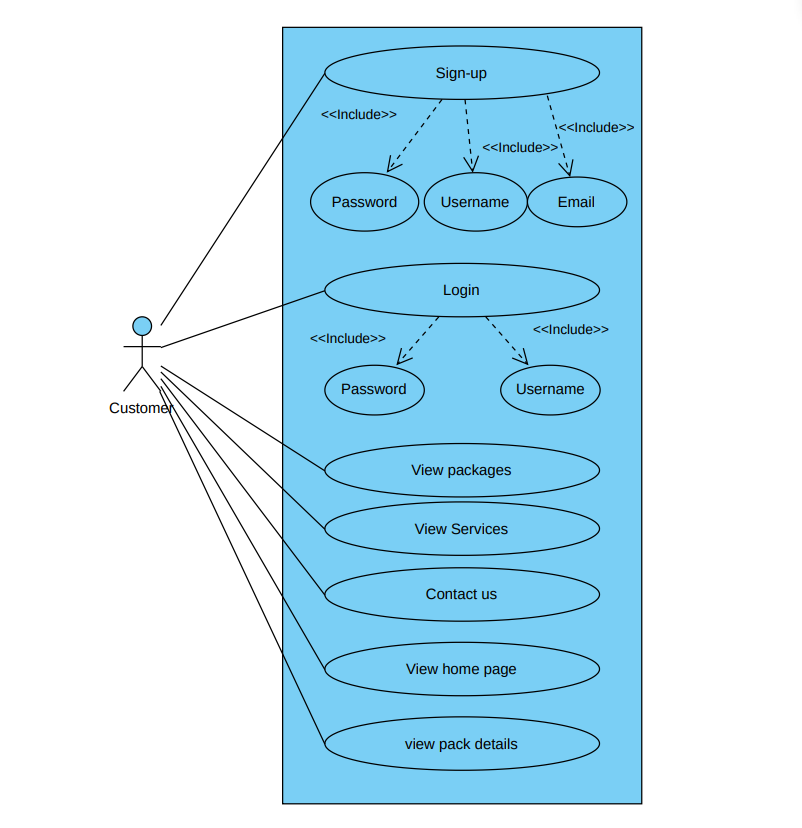 Sign-up
<<Include>>
<<Include>>
<<Include>>
Password
Username
Email
Login
<<Include>>
<<Include>>
Password
Username
Customer
View packages
View Services
Contact us
View home page
view pack details